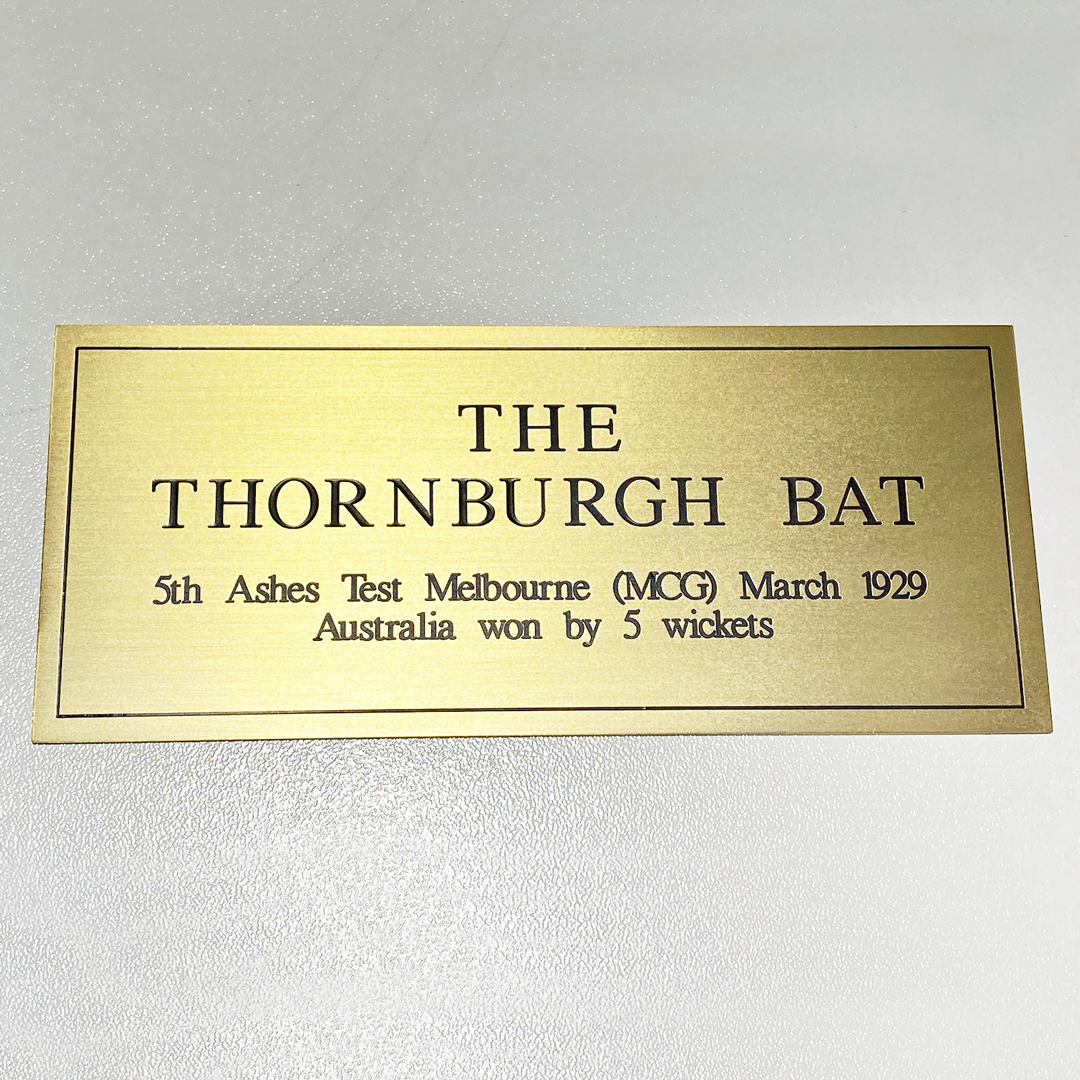 THE
THORNBURGH BAT
5th Ashes Test Melbourne (MCG) March 1929
Australia won by 5 wickets